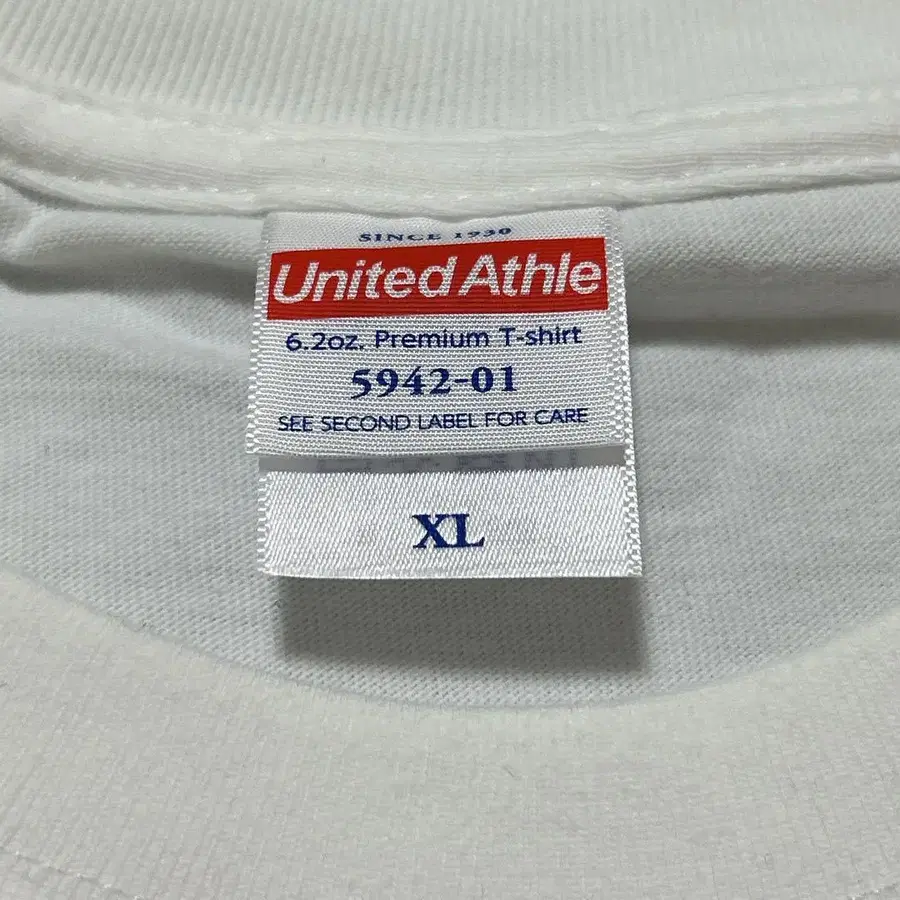 SINCE 1930
United Athle
6.2oz. Premium T-shirt
5942-01
SEE SECOND LABEL FOR CARE
XL